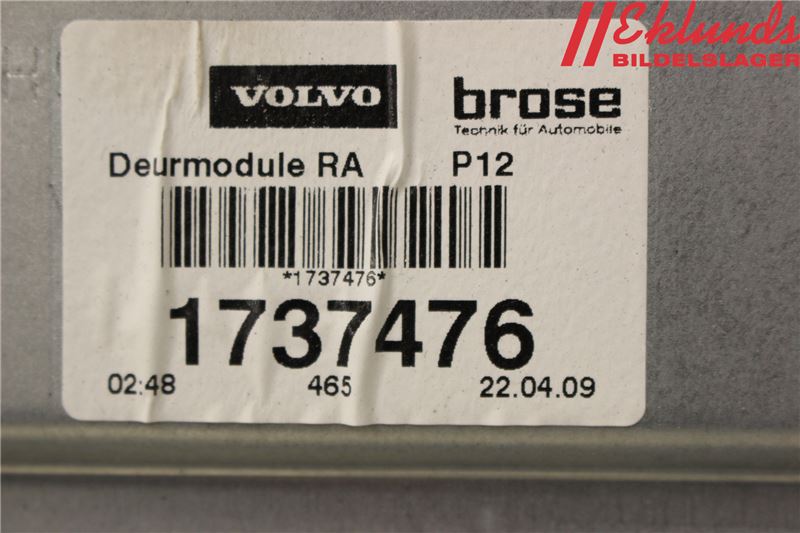 Eklunds
BILDELSLAGER
VOLVO brose
Technik für Automobile
Deurmodule RA P12
*1737476*
1737476
02:48 465 22.04.09